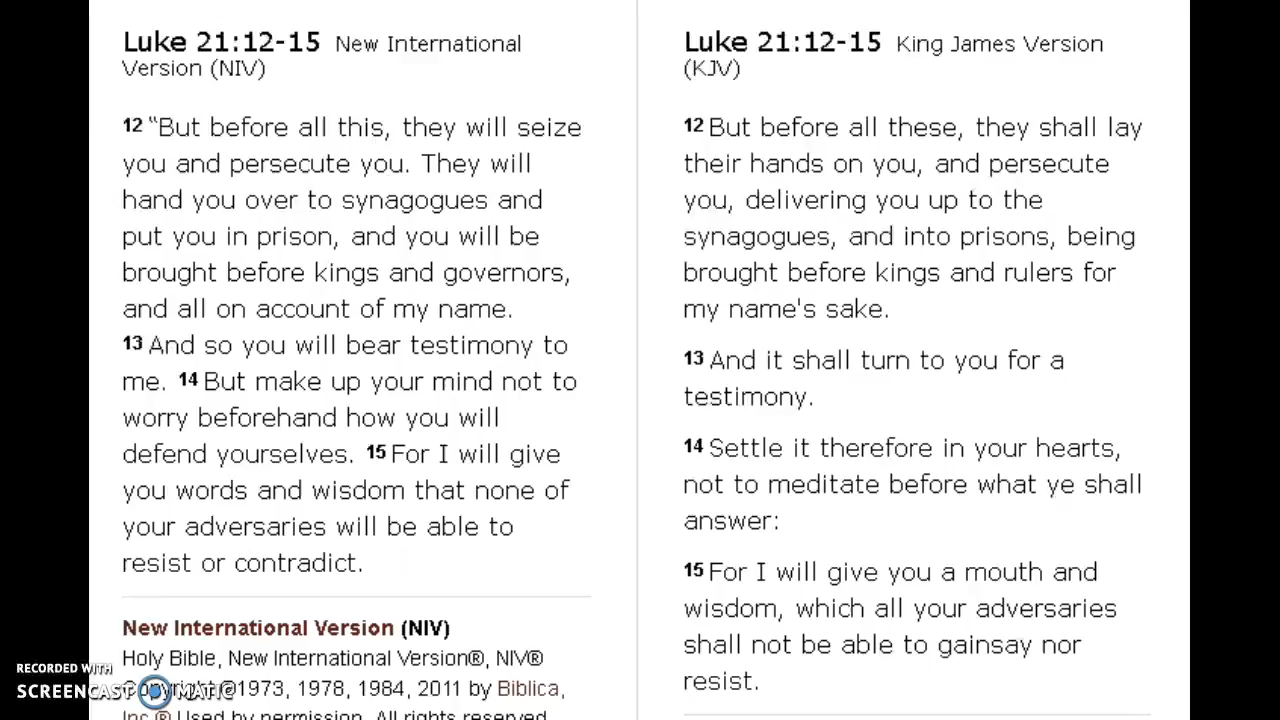 Luke 21:12-15 New International
Version (NIV)
12 “But before all this, they will seize
you and persecute you. They will
hand you over to synagogues and
put you in prison, and you will be
brought before kings and governors,
and all on account of my name.
13 And so you will bear testimony to
me. 14 But make up your mind not to
worry beforehand how you will
defend yourselves. 15 For I will give
you words and wisdom that none of
your adversaries will be able to
resist or contradict.
New International Version (NIV)
Holy Bible, New International Version®, NIV®
Copyright ©1973, 1978, 1984, 2011 by Biblica,
Inc.® Used by permission. All rights reserved
Luke 21:12-15 King James Version
(KJV)
12 But before all these, they shall lay
their hands on you, and persecute
you, delivering you up to the
synagogues, and into prisons, being
brought before kings and rulers for
my name's sake.
13 And it shall turn to you for a
testimony.
14 Settle it therefore in your hearts,
not to meditate before what ye shall
answer:
15 For I will give you a mouth and
wisdom, which all your adversaries
shall not be able to gainsay nor
resist.
RECORDED WITH
SCREENCAST MATIC